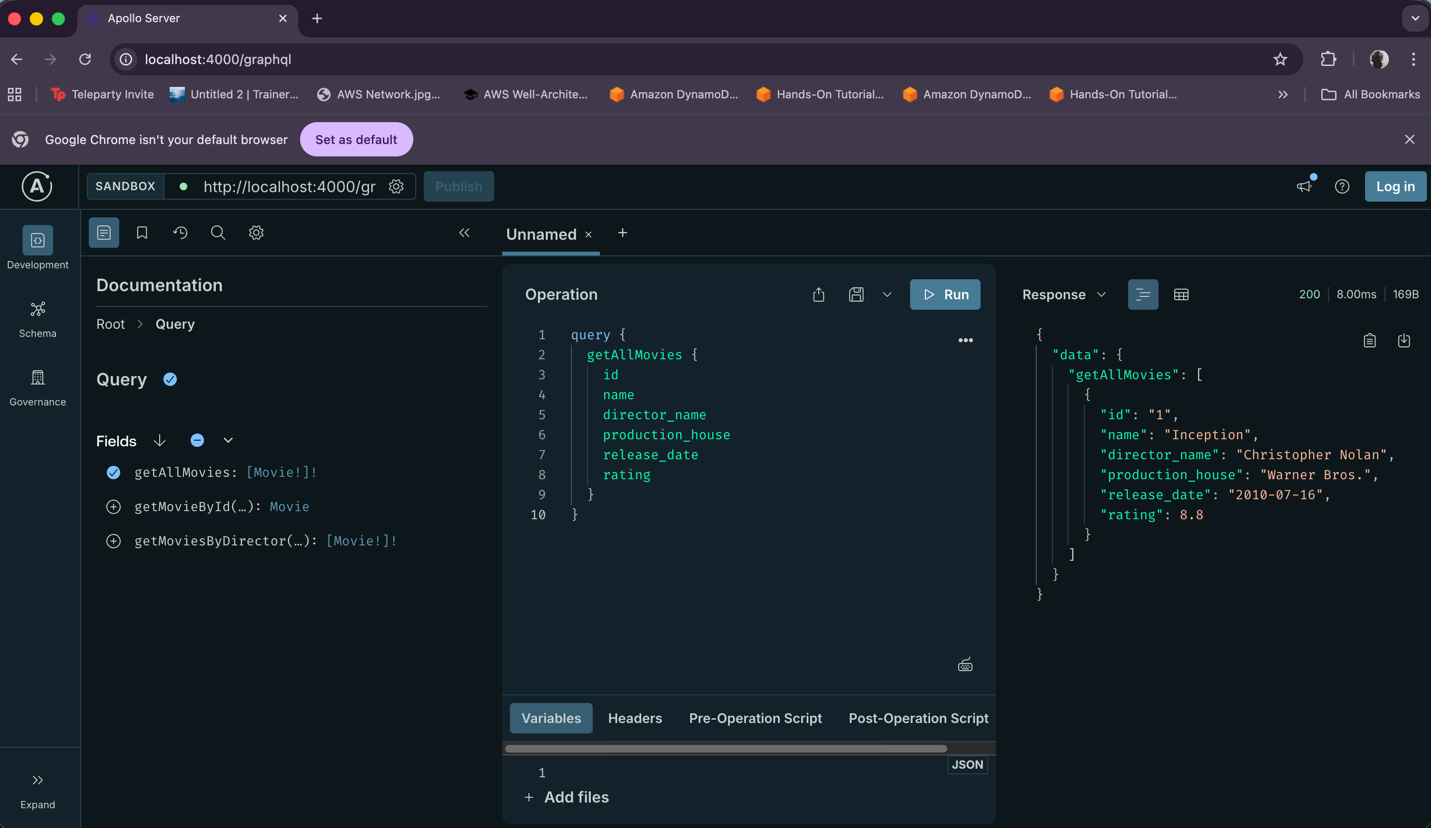 Apollo Server
localhost:4000/graphql
Teleparty Invite
Untitled 2 | Trainer...
AWS Network.jpg...
AWS Well-Archite...
Amazon DynamoD...
Hands-On Tutorial...
Amazon DynamoD...
Hands-On Tutorial...
All Bookmarks
Google Chrome isn't your default browser
Set as default
A
SANDBOX
http://localhost:4000/gr
Publish
Log in
Development
Schema
Governance
Expand
Documentation
Root > Query
Query
Fields
getAllMovies: [Movie!]!
getMovieById(…): Movie
getMoviesByDirector(…): [Movie!]!
Unnamed
Operation
Run
1 query {
2 getAllMovies {
3 id
4 name
5 director_name
6 production_house
7 release_date
8 rating
9 }
10 }
Variables
Headers
Pre-Operation Script
Post-Operation Script
JSON
1
+ Add files
Response
200
8.00ms
169B
{
"data": {
"getAllMovies": [
{
"id": "1",
"name": "Inception",
"director_name": "Christopher Nolan",
"production_house": "Warner Bros.",
"release_date": "2010-07-16",
"rating": 8.8
}
]
}
}